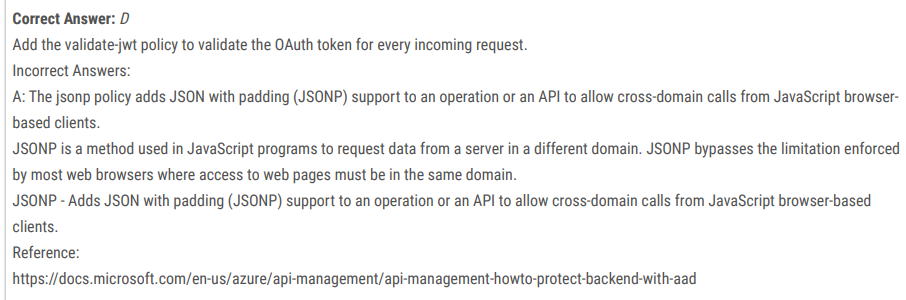 Correct Answer: D
Add the validate-jwt policy to validate the OAuth token for every incoming request.
Incorrect Answers:
A: The jsonp policy adds JSON with padding (JSONP) support to an operation or an API to allow cross-domain calls from JavaScript browser-
based clients.
JSONP is a method used in JavaScript programs to request data from a server in a different domain. JSONP bypasses the limitation enforced
by most web browsers where access to web pages must be in the same domain.
JSONP - Adds JSON with padding (JSONP) support to an operation or an API to allow cross-domain calls from JavaScript browser-based
clients.
Reference:
https://docs.microsoft.com/en-us/azure/api-management/api-management-howto-protect-backend-with-aad